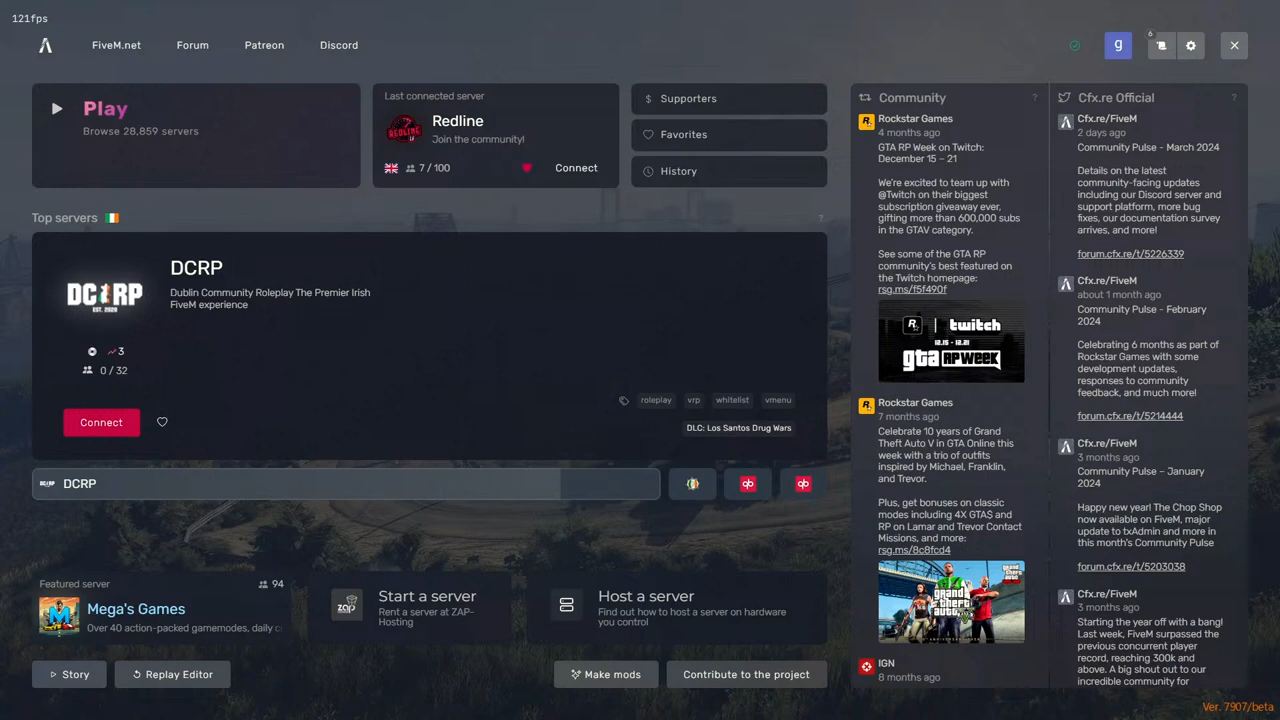 121fps
FiveM.net
Forum
Patreon
Discord
g
6
Play
Browse 28,859 servers
Last connected server
REDLINE
Redline
Join the community!
7 / 100
Connect
$ Supporters
Favorites
History
Top servers
?
DCRP
EST. 2020
DCRP
Dublin Community Roleplay The Premier Irish
FiveM experience
3
0 / 32
Connect
roleplay
vrp
whitelist
vmenu
DLC: Los Santos Drug Wars
DCRP
DCRP
qb
qb
Featured server
94
Mega's Games
Over 40 action-packed gamemodes, daily c
ZAP
Start a server
Rent a server at ZAP-
Hosting
Host a server
Find out how to host a server on hardware
you control
Story
Replay Editor
Make mods
Contribute to the project
Community
?
Rockstar Games
4 months ago
GTA RP Week on Twitch:
December 15 – 21
We're excited to team up with
@Twitch on their biggest
subscription giveaway ever,
gifting more than 600,000 subs
in the GTAV category.
See some of the GTA RP
community's best featured on
the Twitch homepage:
rsg.ms/f5f490f
R | twitch
12.15 - 12.21
gta RP WEEK
Rockstar Games
7 months ago
Celebrate 10 years of Grand
Theft Auto V in GTA Online this
week with a trio of outfits
inspired by Michael, Franklin,
and Trevor.
Plus, get bonuses on classic
modes including 4X GTA$ and
RP on Lamar and Trevor Contact
Missions, and more:
rsg.ms/8c8fcd4
grand
theft
auto
IGN
8 months ago
Cfx.re Official
?
Cfx.re/FiveM
2 days ago
Community Pulse - March 2024
Details on the latest
community-facing updates
including our Discord server and
support platform, more bug
fixes, our documentation survey
arrives, and more!
forum.cfx.re/t/5226339
Cfx.re/FiveM
about 1 month ago
Community Pulse - February
2024
Celebrating 6 months as part of
Rockstar Games with some
development updates,
responses to community
feedback, and much more!
forum.cfx.re/t/5214444
Cfx.re/FiveM
3 months ago
Community Pulse – January
2024
Happy new year! The Chop Shop
now available on FiveM, major
update to txAdmin and more in
this month's Community Pulse
forum.cfx.re/t/5203038
Cfx.re/FiveM
3 months ago
Starting the year off with a bang!
Last week, FiveM surpassed the
previous concurrent player
record, reaching 300k and
above. A big shout out to our
incredible community for
Ver. 7907/beta